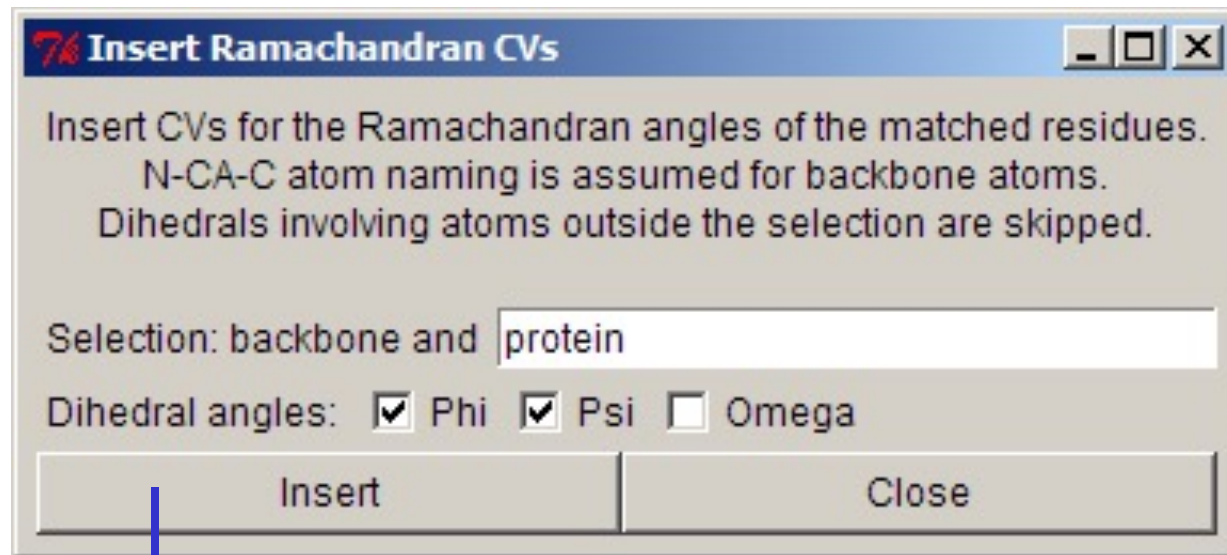 Insert Ramachandran CVs
Insert CVs for the Ramachandran angles of the matched residues.
N-CA-C atom naming is assumed for backbone atoms.
Dihedrals involving atoms outside the selection are skipped.
Selection: backbone and protein
Dihedral angles: Phi Psi Omega
Insert Close